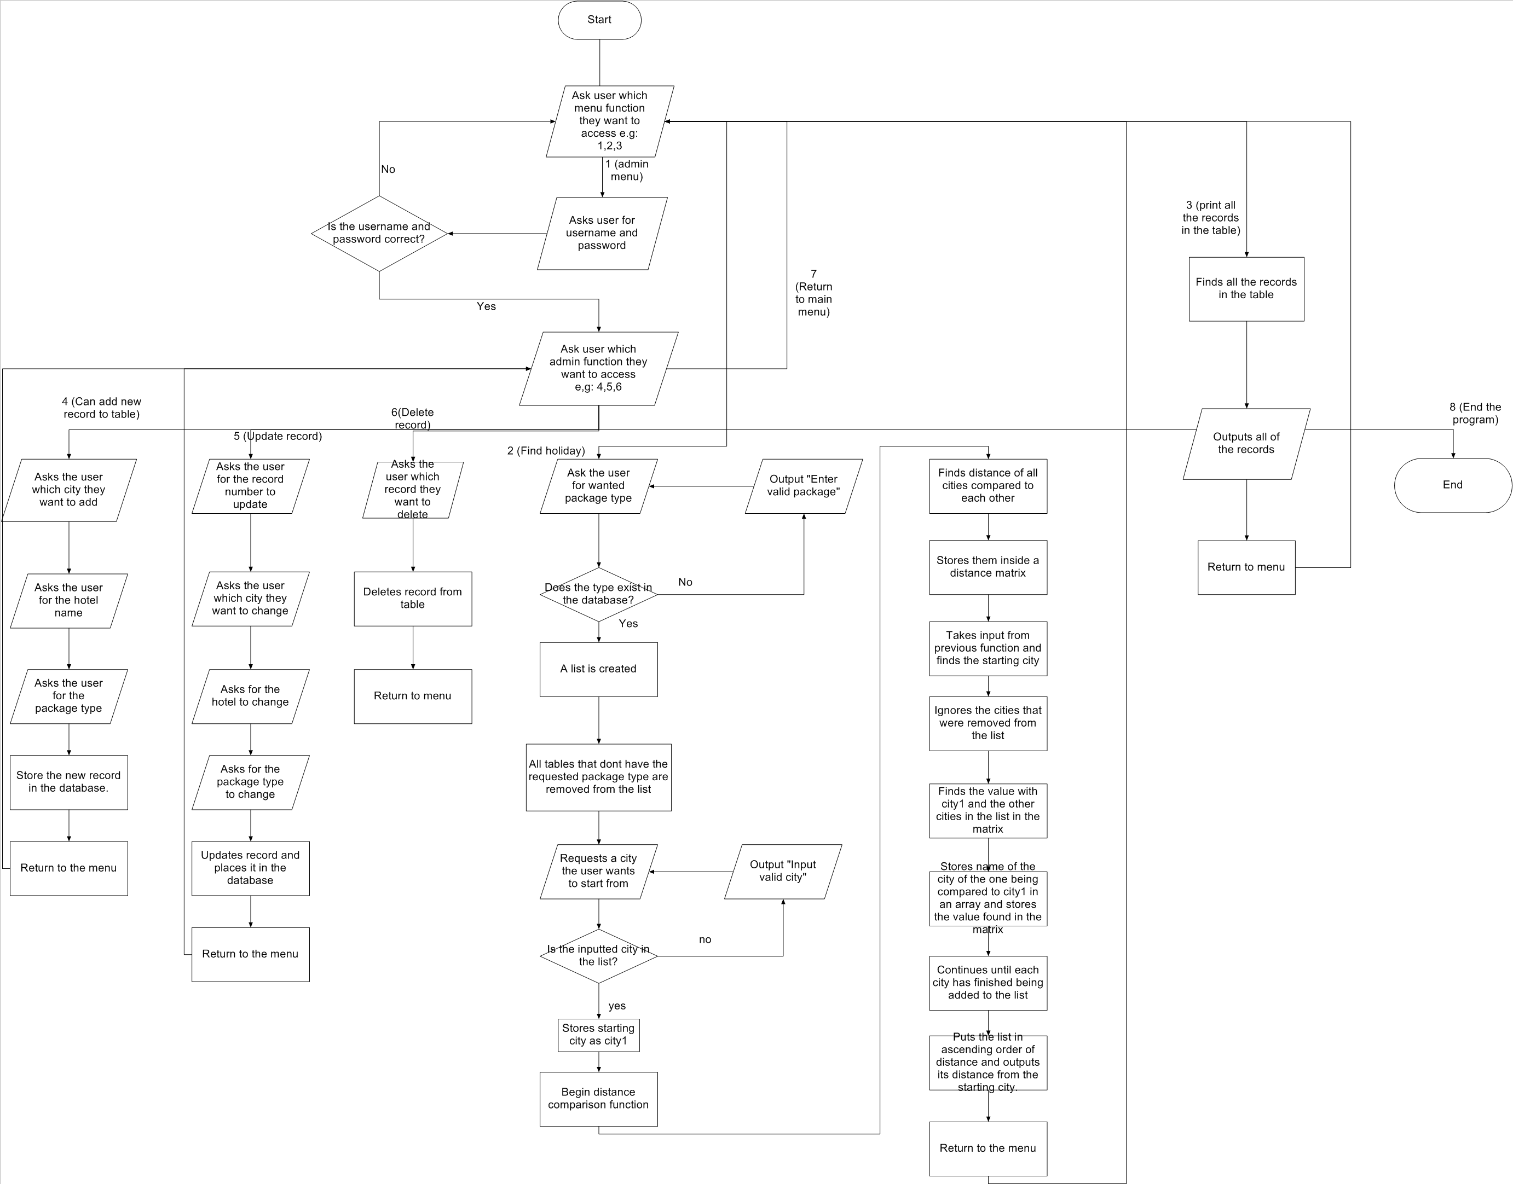 Start
Ask user which
menu function
they want to
access e.g:
1,2,3
1 (admin
menu)
No
Asks user for
username and
password
Is the username and
password correct?
Yes
3 (print all
the records
in the table)
Finds all the records
in the table
7
(Return
to main
menu)
Ask user which
admin function they
want to access
e,g: 4,5,6
4 (Can add new
record to table)
5 (Update record)
6(Delete
record)
2 (Find holiday)
8 (End the
program)
Outputs all of
the records
End
Return to menu
Asks the user
which city they
want to add
Asks the user
for the hotel
name
Asks the user
for the
package type
Store the new record
in the database.
Return to the menu
Asks the user
for the record
number to
update
Asks the user
which city they
want to change
Asks for the
hotel to change
Asks for the
package type
to change
Updates record and
places it in the
database
Return to the menu
Asks the
user which
record they
want to
delete
Deletes record from
table
Return to menu
Ask the user
for wanted
package type
Output "Enter
valid package"
Does the type exist in
the database?
No
Yes
A list is created
All tables that dont have the
requested package type are
removed from the list
Requests a city
the user wants
to start from
Output "Input
valid city"
Is the inputted city in
the list?
no
yes
Stores starting
city as city1
Begin distance
comparison function
Finds distance of all
cities compared to
each other
Stores them inside a
distance matrix
Takes input from
previous function and
finds the starting city
Ignores the cities that
were removed from
the list
Finds the value with
city1 and the other
cities in the list in the
matrix
Stores name of the
city of the one being
compared to city1 in
an array and stores
the value found in the
matrix
Continues until each
city has finished being
added to the list
Puts the list in
ascending order of
distance and outputs
its distance from the
starting city.
Return to the menu